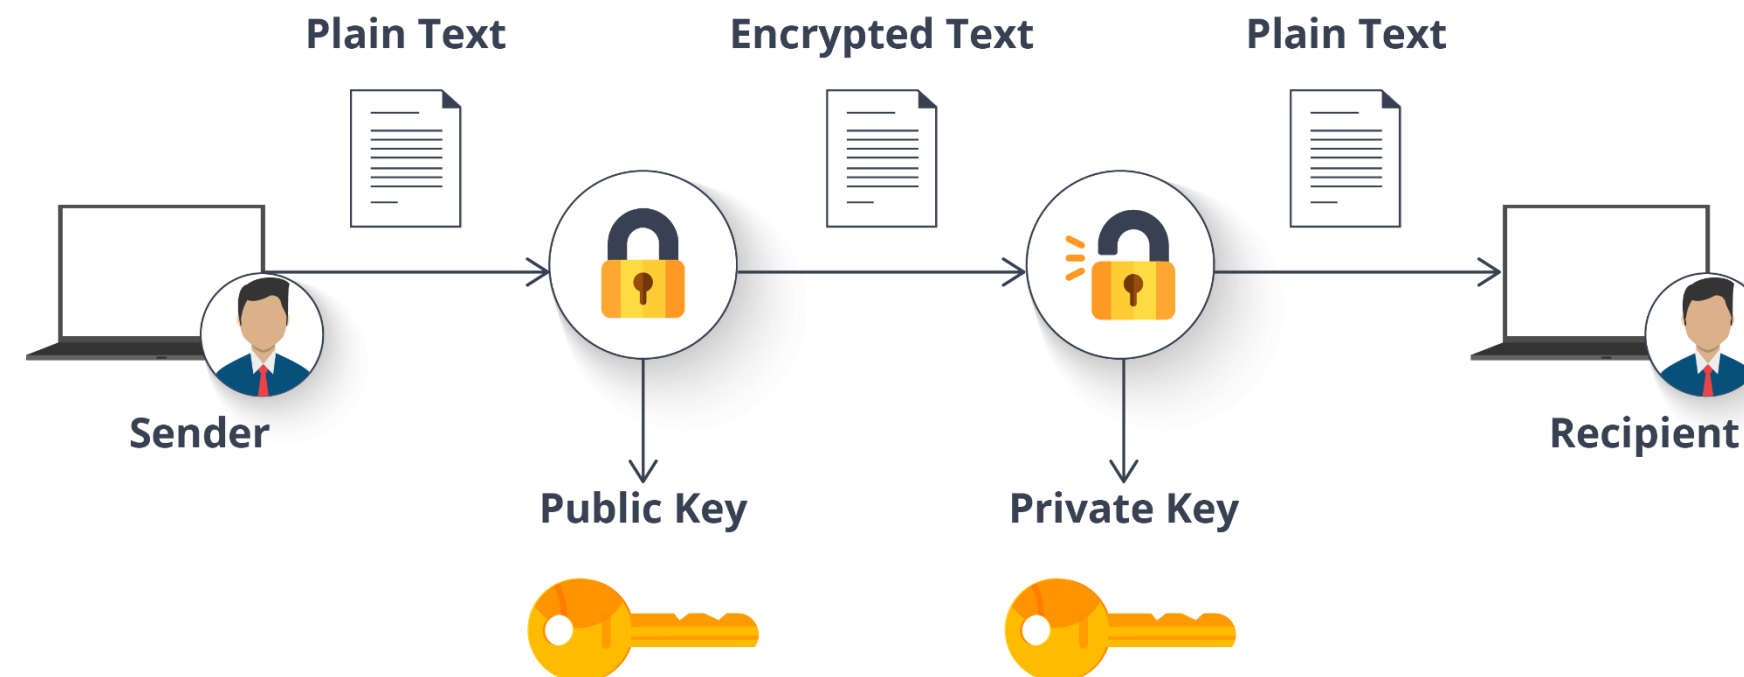 Plain Text
Encrypted Text
Plain Text
Sender
Recipient
Public Key
Private Key